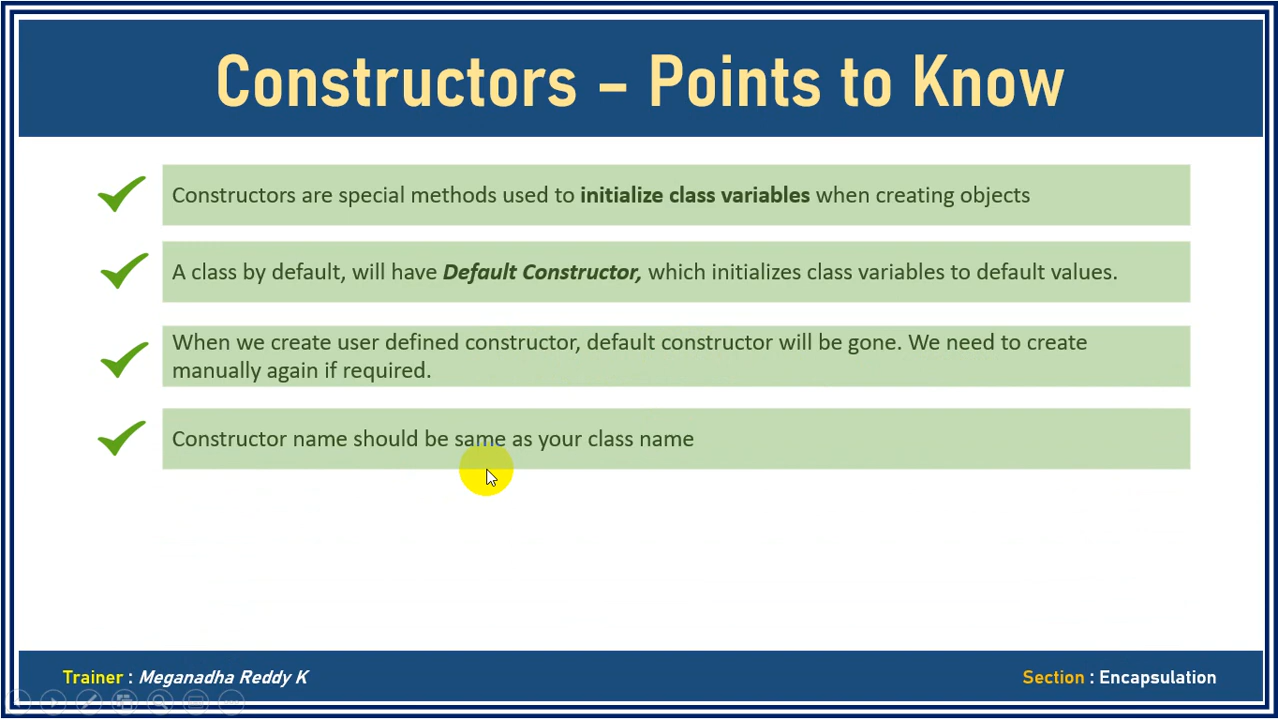 Constructors – Points to Know
Constructors are special methods used to initialize class variables when creating objects
A class by default, will have Default Constructor, which initializes class variables to default values.
When we create user defined constructor, default constructor will be gone. We need to create
manually again if required.
Constructor name should be same as your class name
Trainer : Meganadha Reddy K
Section : Encapsulation